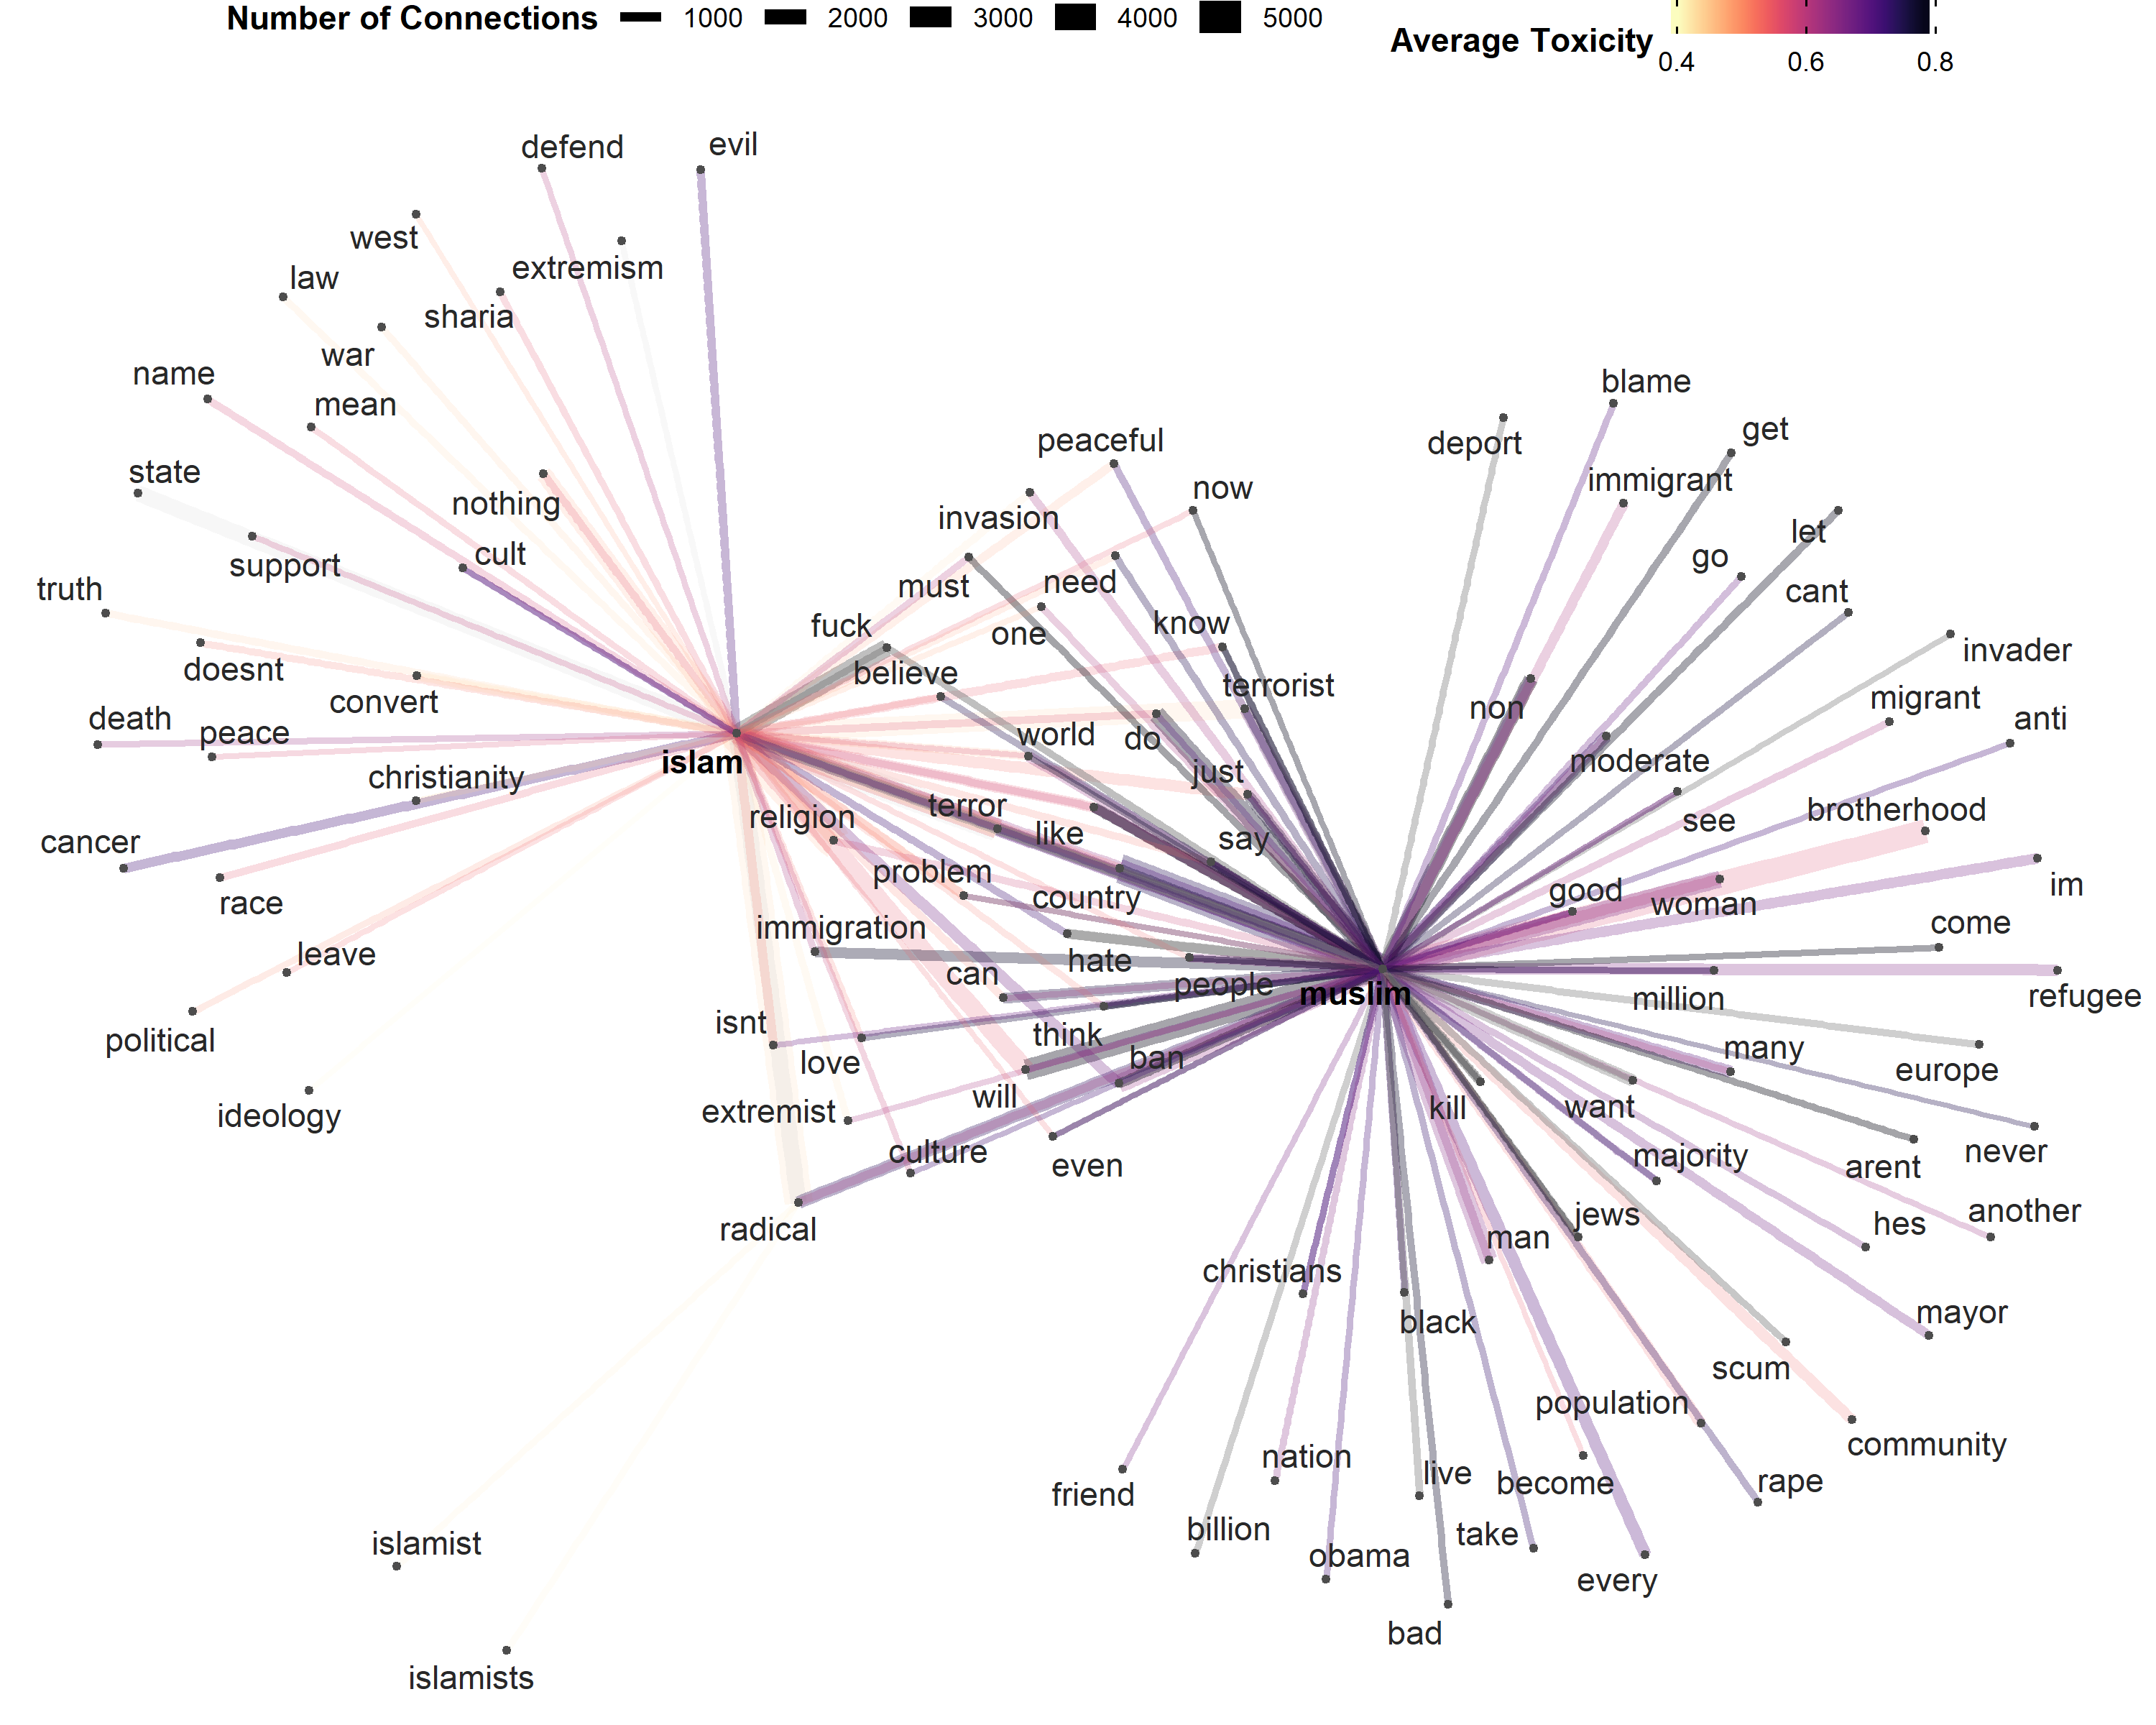 Number of Connections 1000 2000 3000 4000 5000
Average Toxicity
0.4 0.6 0.8
defend
evil
west
extremism
law
sharia
war
name
mean
state
nothing
support
cult
truth
doesnt
convert
death
peace
christianity
cancer
race
leave
political
ideology
islam
peaceful
now
invasion
must
need
one
know
fuck
believe
terrorist
world
do
just
religion
terror
like
say
problem
country
immigration
can
hate
people
muslim
isnt
love
think
ban
will
extremist
culture
even
radical
islamist
islamists
blame
deport
get
immigrant
let
go
cant
invader
non
migrant
anti
moderate
see
brotherhood
good
woman
im
come
million
refugee
many
europe
kill
want
majority
arent
never
jews
hes
another
man
christians
black
mayor
scum
population
community
nation
live
become
rape
friend
billion
obama
take
every
bad